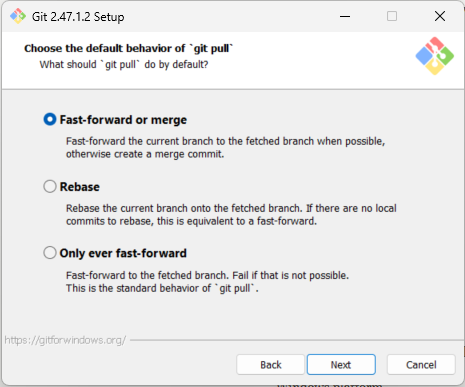 Git 2.47.1.2 Setup
Choose the default behavior of `git pull`
What should `git pull` do by default?
Fast-forward or merge
Fast-forward the current branch to the fetched branch when possible,
otherwise create a merge commit.
Rebase
Rebase the current branch onto the fetched branch. If there are no local
commits to rebase, this is equivalent to a fast-forward.
Only ever fast-forward
Fast-forward to the fetched branch. Fail if that is not possible.
This is the standard behavior of `git pull`.
https://gitforwindows.org/
Back Next Cancel